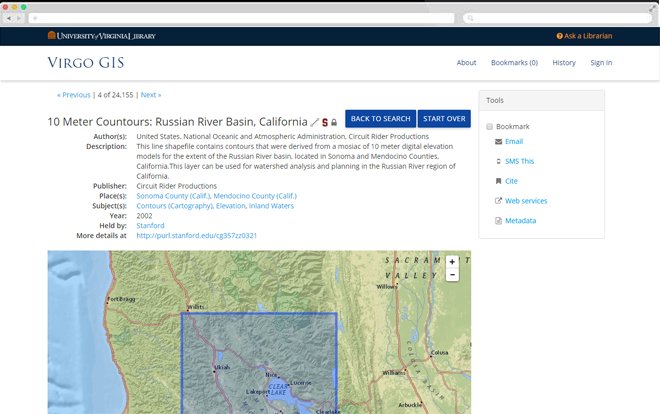 UNIVERSITY of VIRGINIA LIBRARY
Ask a Librarian
VIRGO GIS
About Bookmarks (0) History Sign in
« Previous | 4 of 24,155 | Next »
10 Meter Countours: Russian River Basin, California
BACK TO SEARCH START OVER
Author(s): United States. National Oceanic and Atmospheric Administration, Circuit Rider Productions
Description: This line shapefile contains contours that were derived from a mosiac of 10 meter digital elevation
models for the extent of the Russian River basin, located in Sonoma and Mendocino Counties,
California.This layer can be used for watershed analysis and planning in the Russian River region of
California.
Publisher: Circuit Rider Productions
Place(s): Sonoma County (Calif.), Mendocino County (Calif.)
Subject(s): Contours (Cartography), Elevation, Inland Waters
Year: 2002
Held by: Stanford
More details at http://purl.stanford.edu/cg357zz0321
Tools
Bookmark
Email
SMS This
Cite
Web services
Metadata
+
−
SACRAMENT
VALLEY
Willows
Fort Bragg
Willits
COLUSA BASIN
Ukiah
Nice
Lucerne
CLEAR
LAKE
Lakeport
Clearlake
Williams
Colusa
Arbuckle